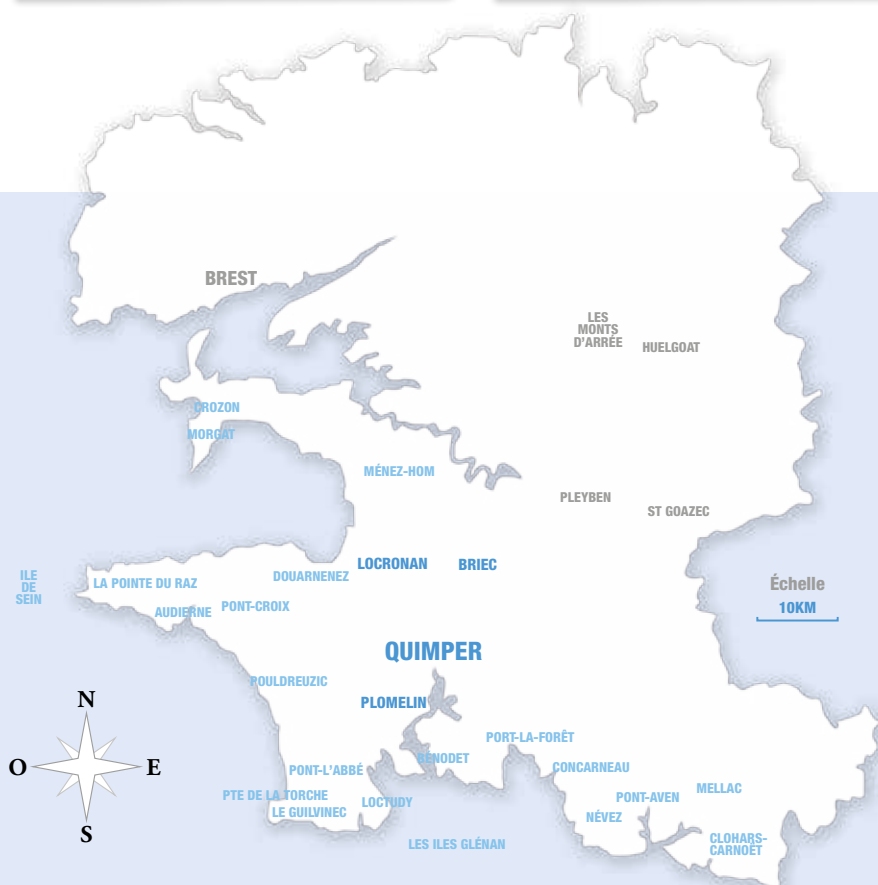 BREST
LES
MONTS
D'ARRÉE
HUELGOAT
CROZON
MORGAT
MÉNEZ-HOM
PLEYBEN
ST GOAZEC
LOCRONAN
BRIEC
ILE
DE
SEIN
LA POINTE DU RAZ
DOUARNENEZ
Échelle
10KM
AUDIERNE
PONT-CROIX
QUIMPER
POULDREUZIC
PLOMELIN
N
O
E
S
PORT-LA-FORÊT
BÉNODET
CONCARNEAU
PONT-L'ABBÉ
PTE DE LA TORCHE
LE GUILVINEC
LOCTUDY
PONT-AVEN
MELLAC
NÉVEZ
LES ILES GLÉNAN
CLOHARS-
CARNOËT